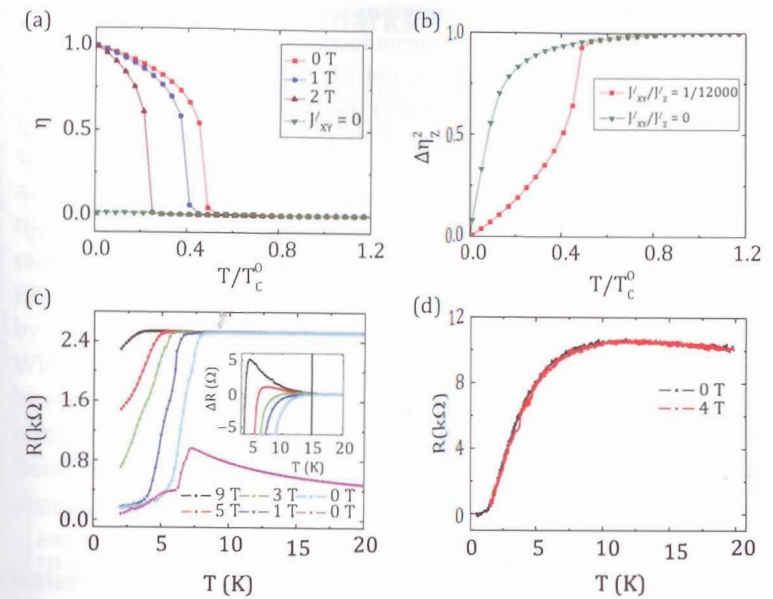 (a)
1.0
0.5
0.0
η
0 T
1 T
2 T
J′XY = 0
0.0 0.4 0.8 1.2
T/Tc⁰
(b)
1.0
0.5
0.0
Δηz²
J′XY/J′z = 1/12000
J′XY/J′z = 0
0.0 0.4 0.8 1.2
T/Tc⁰
(c)
2.4
1.6
0.8
0.0
R(kΩ)
5
0
−5
ΔR (Ω)
5 10 15 20
T (K)
9 T 3 T 0 T
5 T 1 T 0 T
0 5 10 15 20
T (K)
(d)
12
8
4
0
R(kΩ)
0 T
4 T
0 5 10 15 20
T (K)